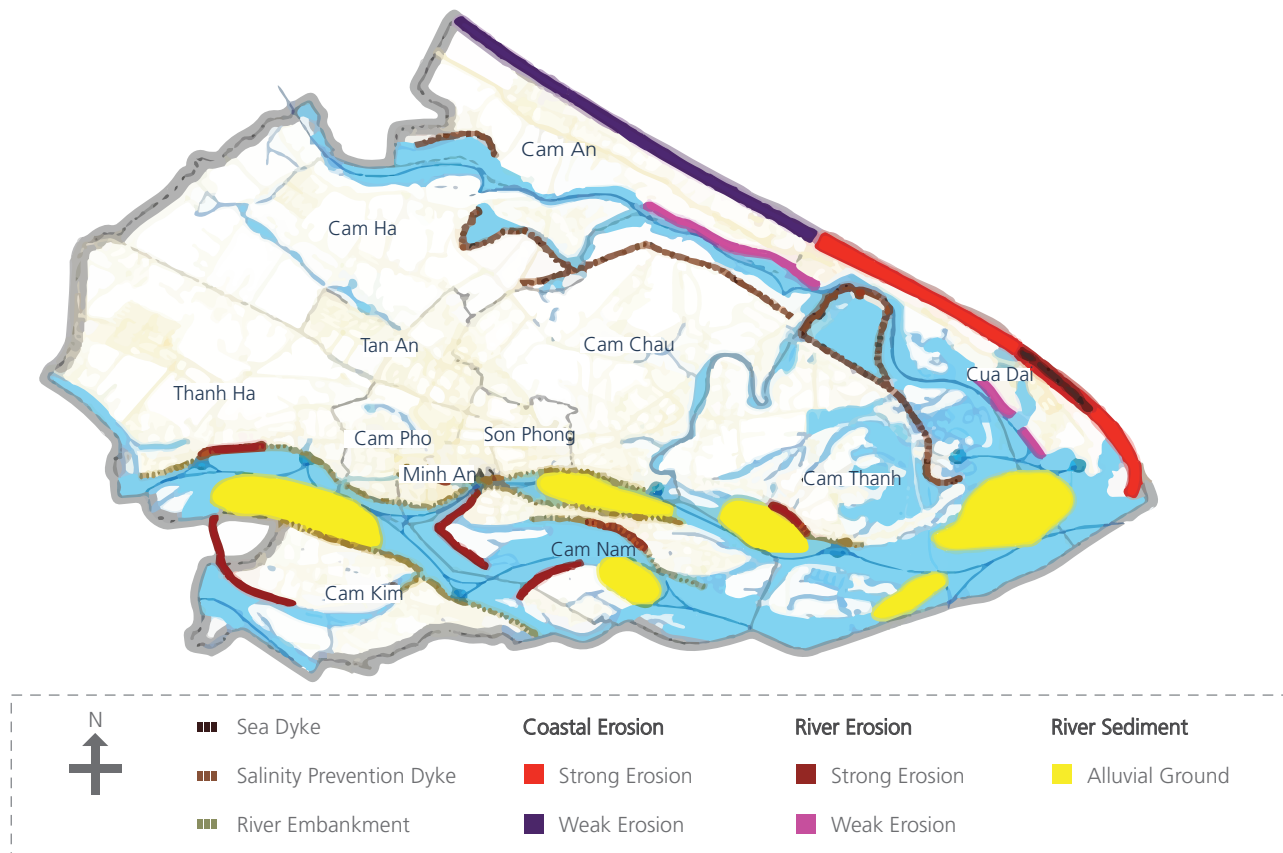 Cam An
Cam Ha
Tan An
Cam Chau
Cua Dai
Thanh Ha
Cam Pho
Son Phong
Minh An
Cam Thanh
Cam Nam
Cam Kim
N
Sea Dyke
Salinity Prevention Dyke
River Embankment
Coastal Erosion
Strong Erosion
Weak Erosion
River Erosion
Strong Erosion
Weak Erosion
River Sediment
Alluvial Ground